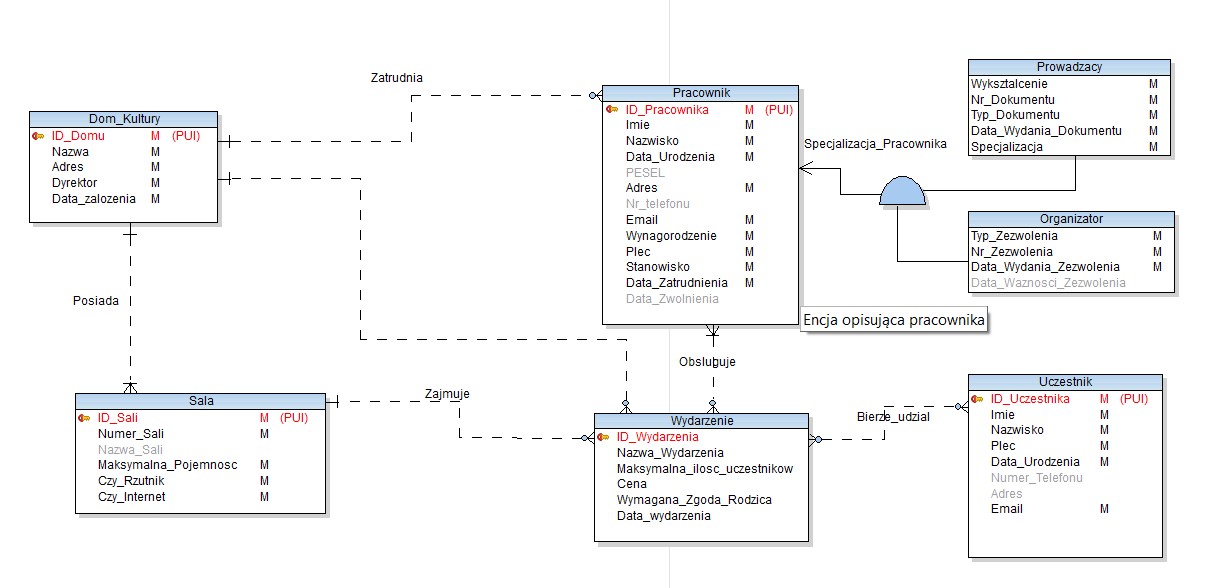 Zatrudnia
Dom_Kultury
ID_Domu M (PUI)
Nazwa M
Adres M
Dyrektor M
Data_zalozenia M
Pracownik
ID_Pracownika M (PUI)
Imie M
Nazwisko M
Data_Urodzenia M
PESEL
Adres M
Nr_telefonu
Email M
Wynagorodzenie M
Plec M
Stanowisko M
Data_Zatrudnienia M
Data_Zwolnienia
Specjalizacja_Pracownika
Prowadzacy
Wyksztalcenie M
Nr_Dokumentu M
Typ_Dokumentu M
Data_Wydania_Dokumentu M
Specjalizacja M
Organizator
Typ_Zezwolenia M
Nr_Zezwolenia M
Data_Wydania_Zezwolenia M
Data_Waznosci_Zezwolenia
Encja opisująca pracownika
Posiada
Obsluguje
Zajmuje
Bierze_udzial
Sala
ID_Sali M (PUI)
Numer_Sali M
Nazwa_Sali
Maksymalna_Pojemnosc M
Czy_Rzutnik M
Czy_Internet M
Wydarzenie
ID_Wydarzenia
Nazwa_Wydarzenia
Maksymalna_ilosc_uczestnikow
Cena
Wymagana_Zgoda_Rodzica
Data_wydarzenia
Uczestnik
ID_Uczestnika M (PUI)
Imie M
Nazwisko M
Plec M
Data_Urodzenia M
Numer_Telefonu
Adres
Email M